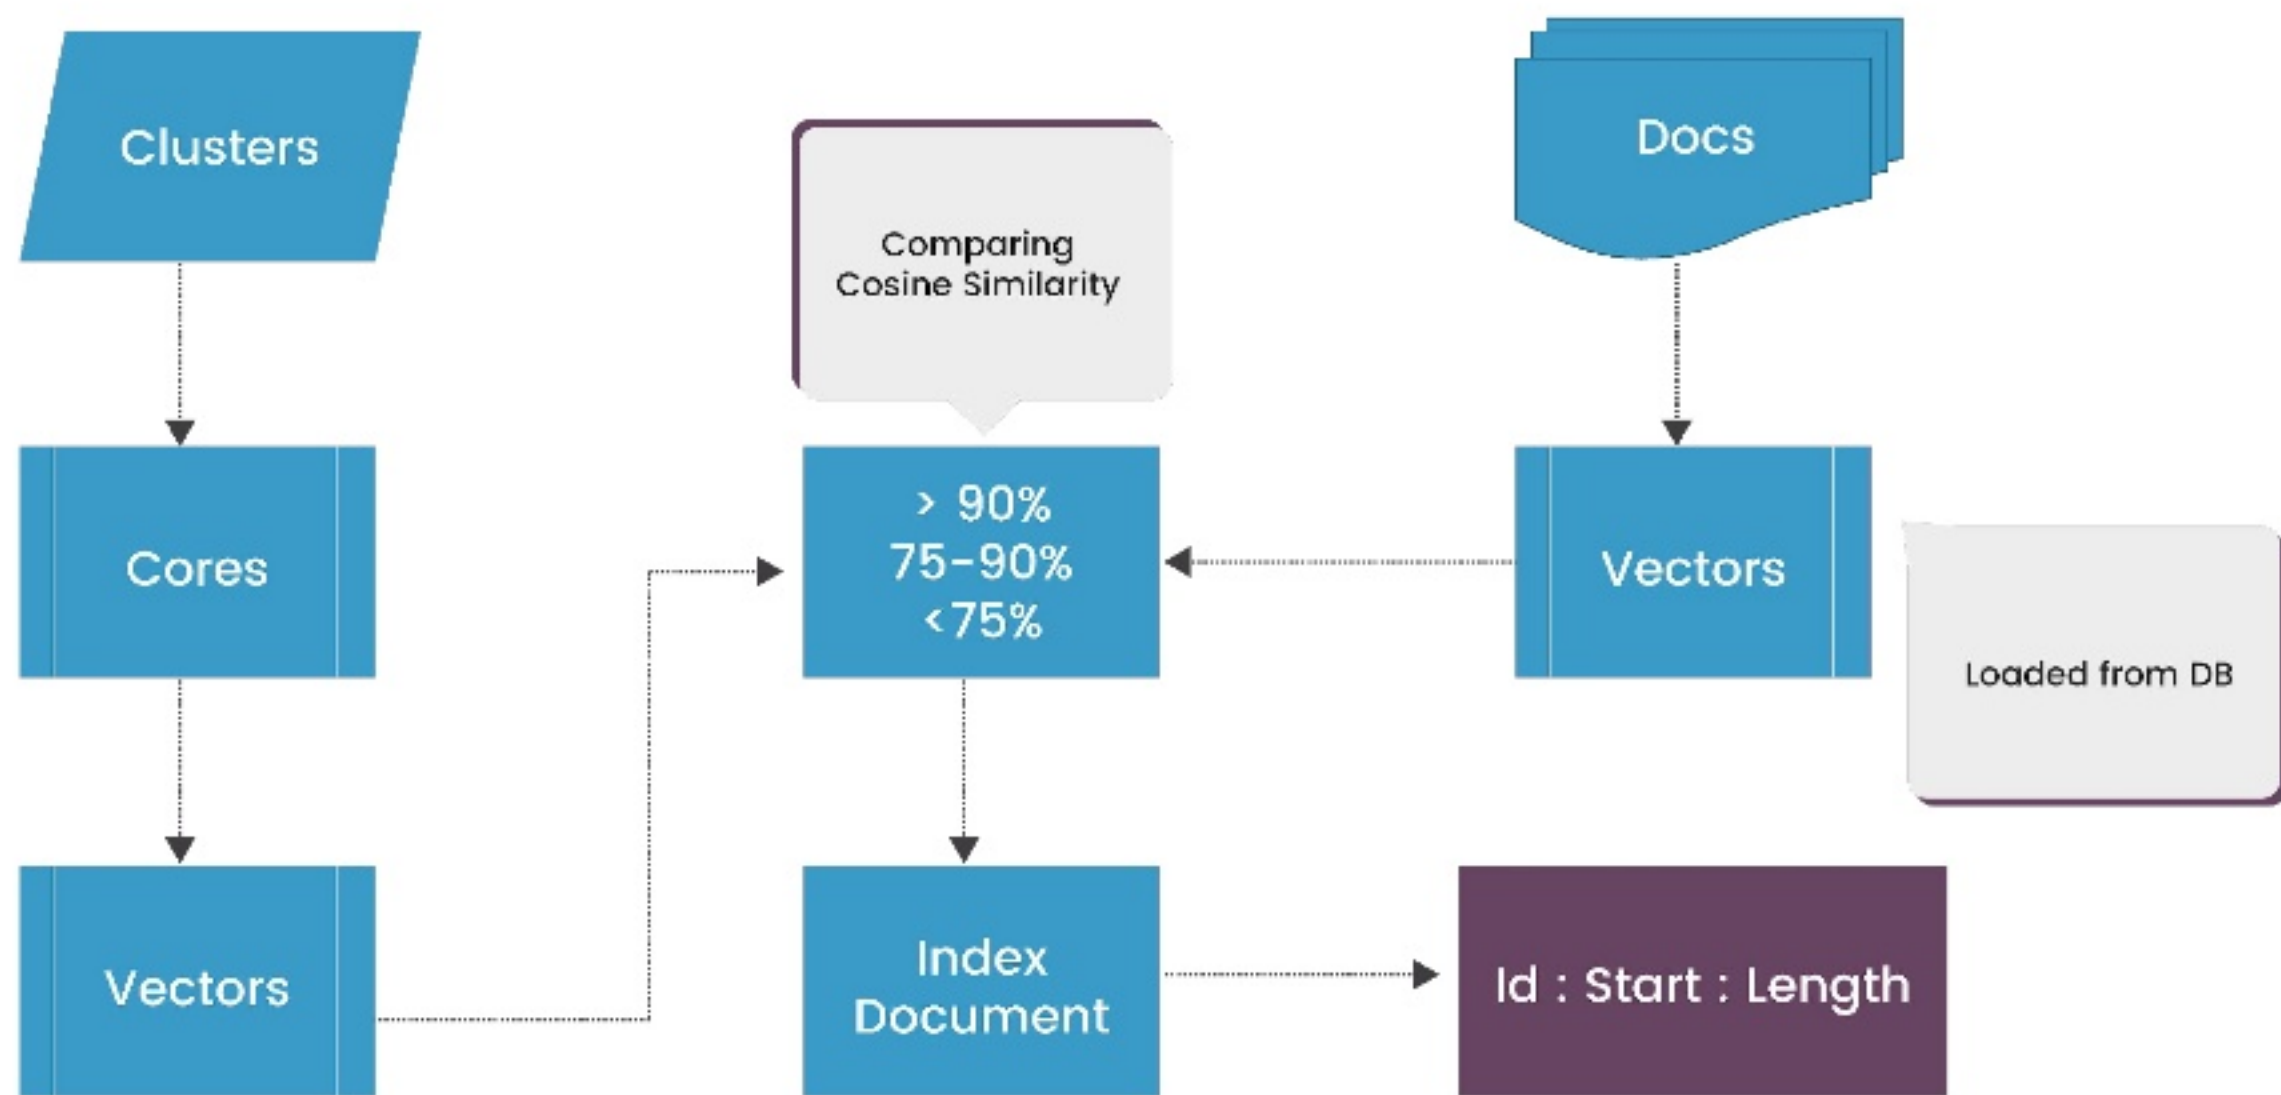 Clusters
Docs
Comparing
Cosine Similarity
Cores
> 90%
75-90%
<75%
Vectors
Loaded from DB
Vectors
Index
Document
Id : Start : Length